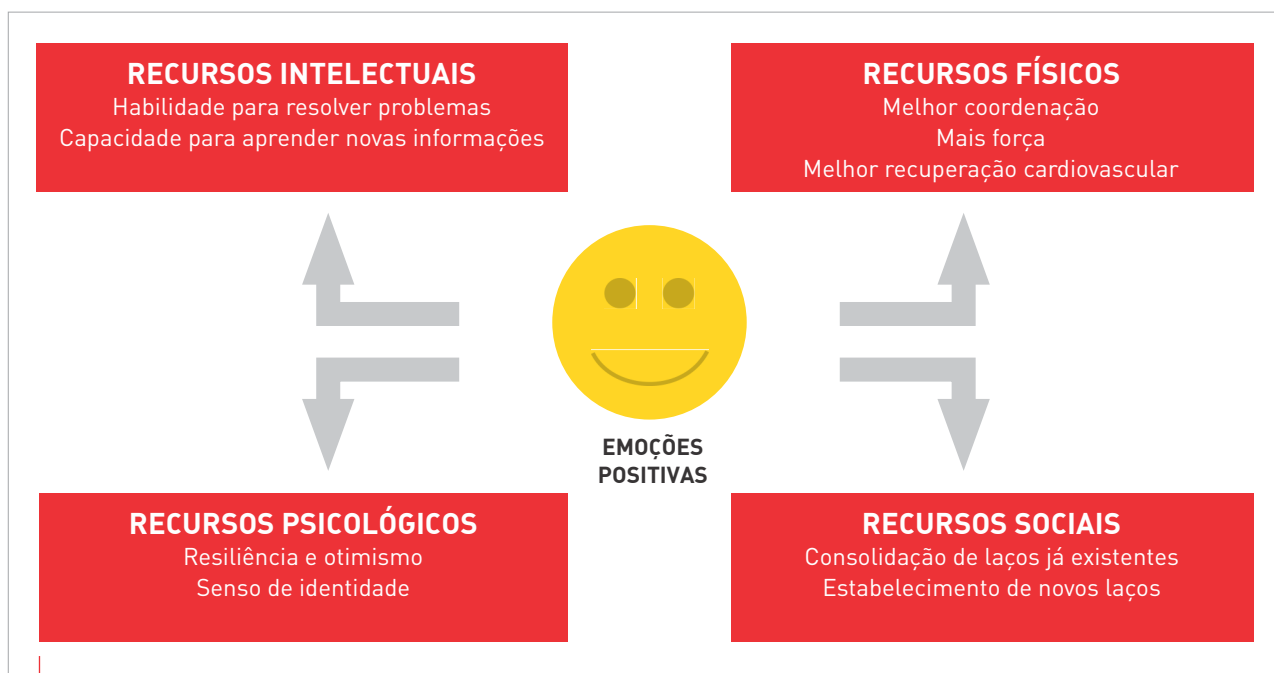 RECURSOS INTELECTUAIS
Habilidade para resolver problemas
Capacidade para aprender novas informações
RECURSOS FÍSICOS
Melhor coordenação
Mais força
Melhor recuperação cardiovascular
EMOÇÕES
POSITIVAS
RECURSOS PSICOLÓGICOS
Resiliência e otimismo
Senso de identidade
RECURSOS SOCIAIS
Consolidação de laços já existentes
Estabelecimento de novos laços